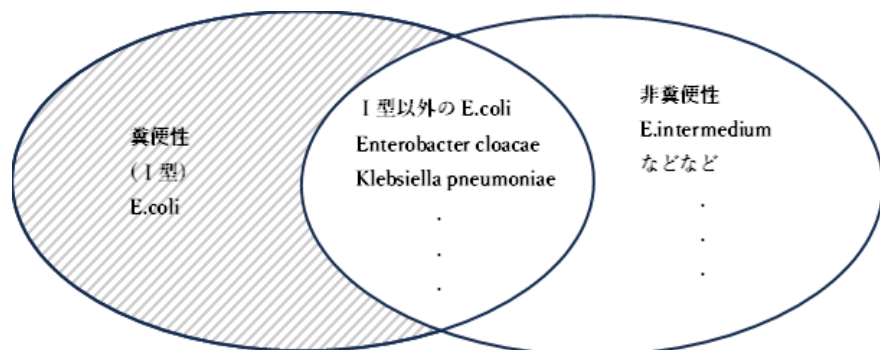 糞便性
(Ⅰ型)
E.coli
Ⅰ型以外の E.coli
Enterobacter cloacae
Klebsiella pneumoniae
.
.
.
非糞便性
E.intermedium
などなど
.
.
.